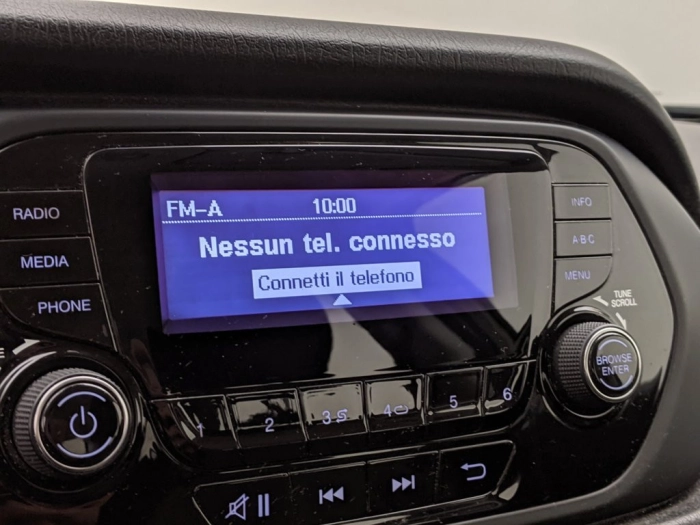 FM-A 10:00
Nessun tel. connesso
Connetti il telefono
RADIO
MEDIA
PHONE
INFO
ABC
MENU
TUNE
SCROLL
BROWSE
ENTER
1 2 3 4 5 6